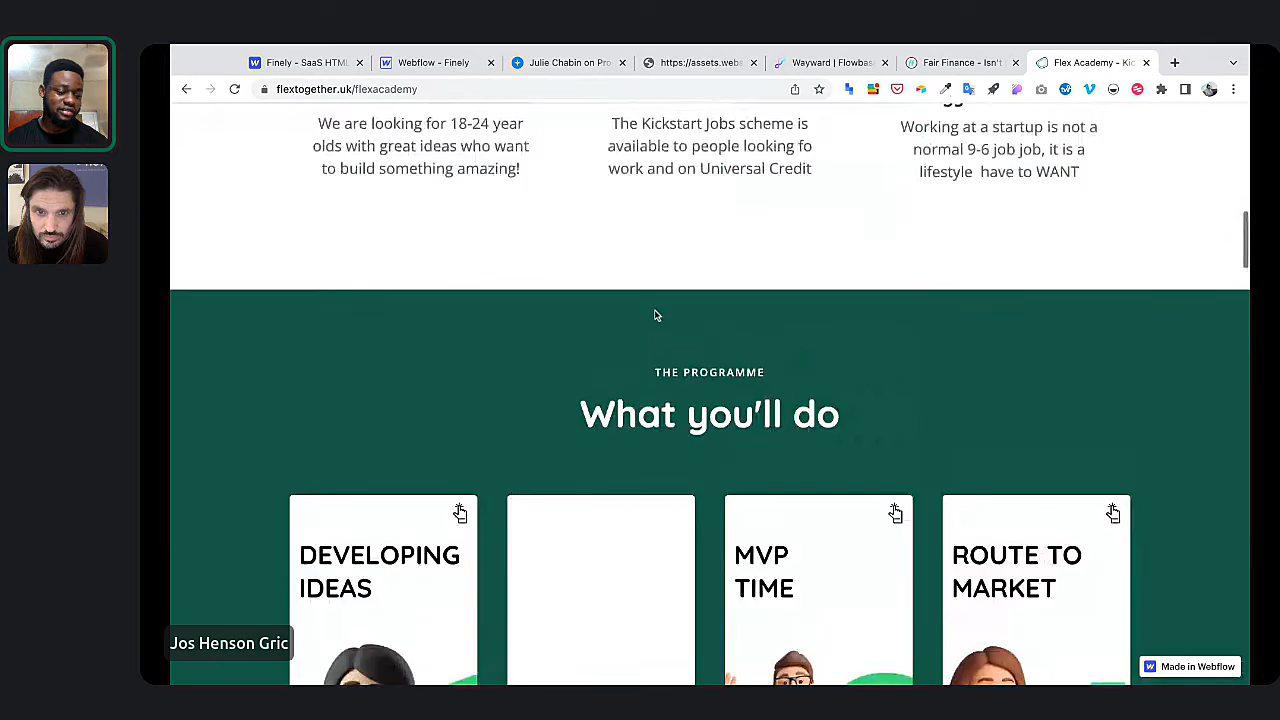 Finely - SaaS HTML
Webflow - Finely
Julie Chabin on Pro
https://assets.webs
Wayward | Flowbas
Fair Finance - Isn't
Flex Academy - Kic
flextogether.uk/flexacademy
We are looking for 18-24 year
olds with great ideas who want
to build something amazing!
The Kickstart Jobs scheme is
available to people looking fo
work and on Universal Credit
Working at a startup is not a
normal 9-6 job job, it is a
lifestyle have to WANT
THE PROGRAMME
What you'll do
DEVELOPING
IDEAS
MVP
TIME
ROUTE TO
MARKET
Jos Henson Gric
Made in Webflow